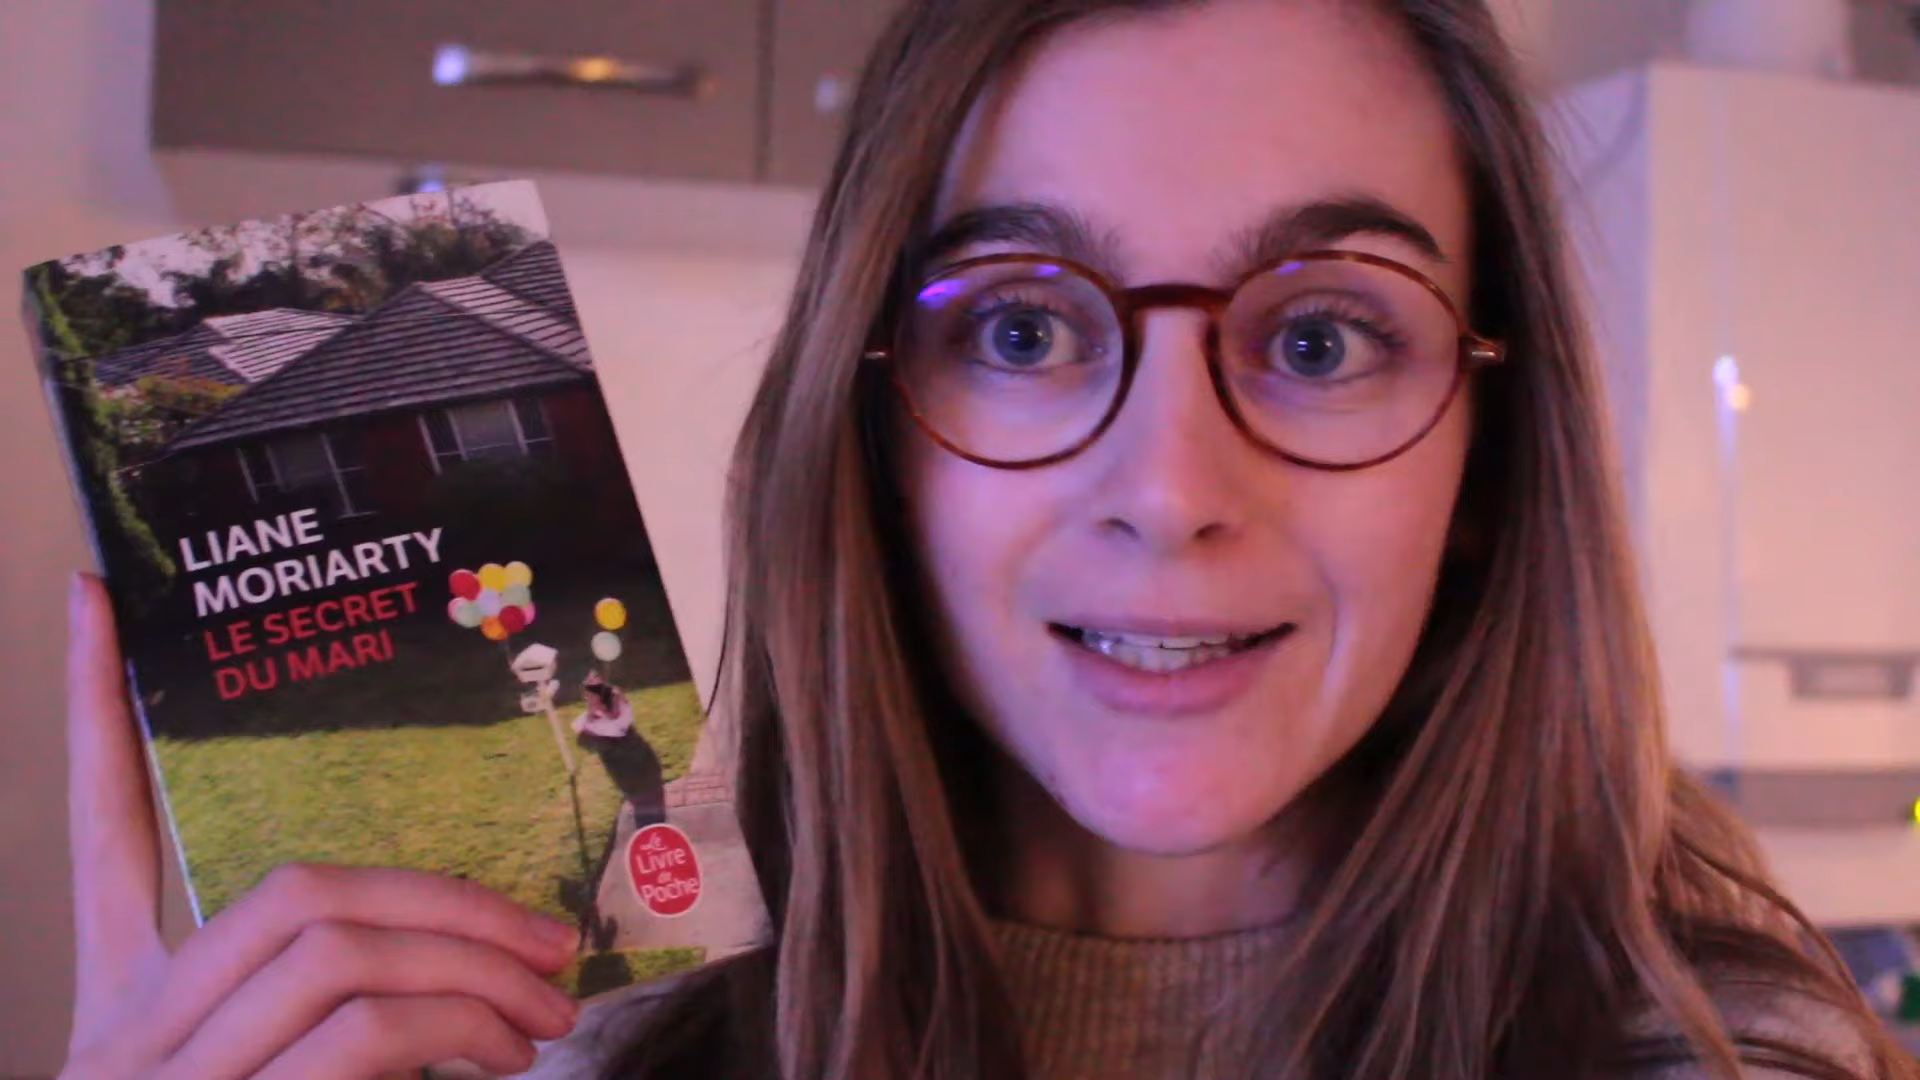 LIANE
MORIARTY
LE SECRET
DU MARI
Le
Livre
de
Poche